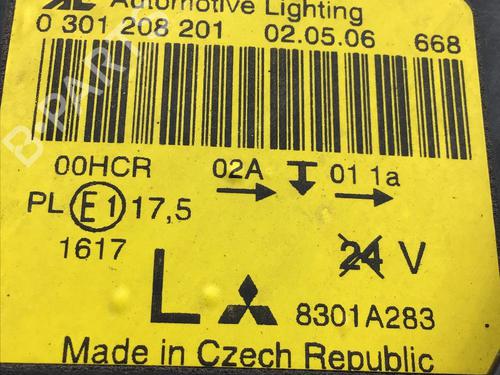 Automotive Lighting
0 301 208 201 02.05.06 668
B-PARTS
00HCR 02A 01 1a
PL E1 17,5
1617 24 V
L 8301A283
Made in Czech Republic